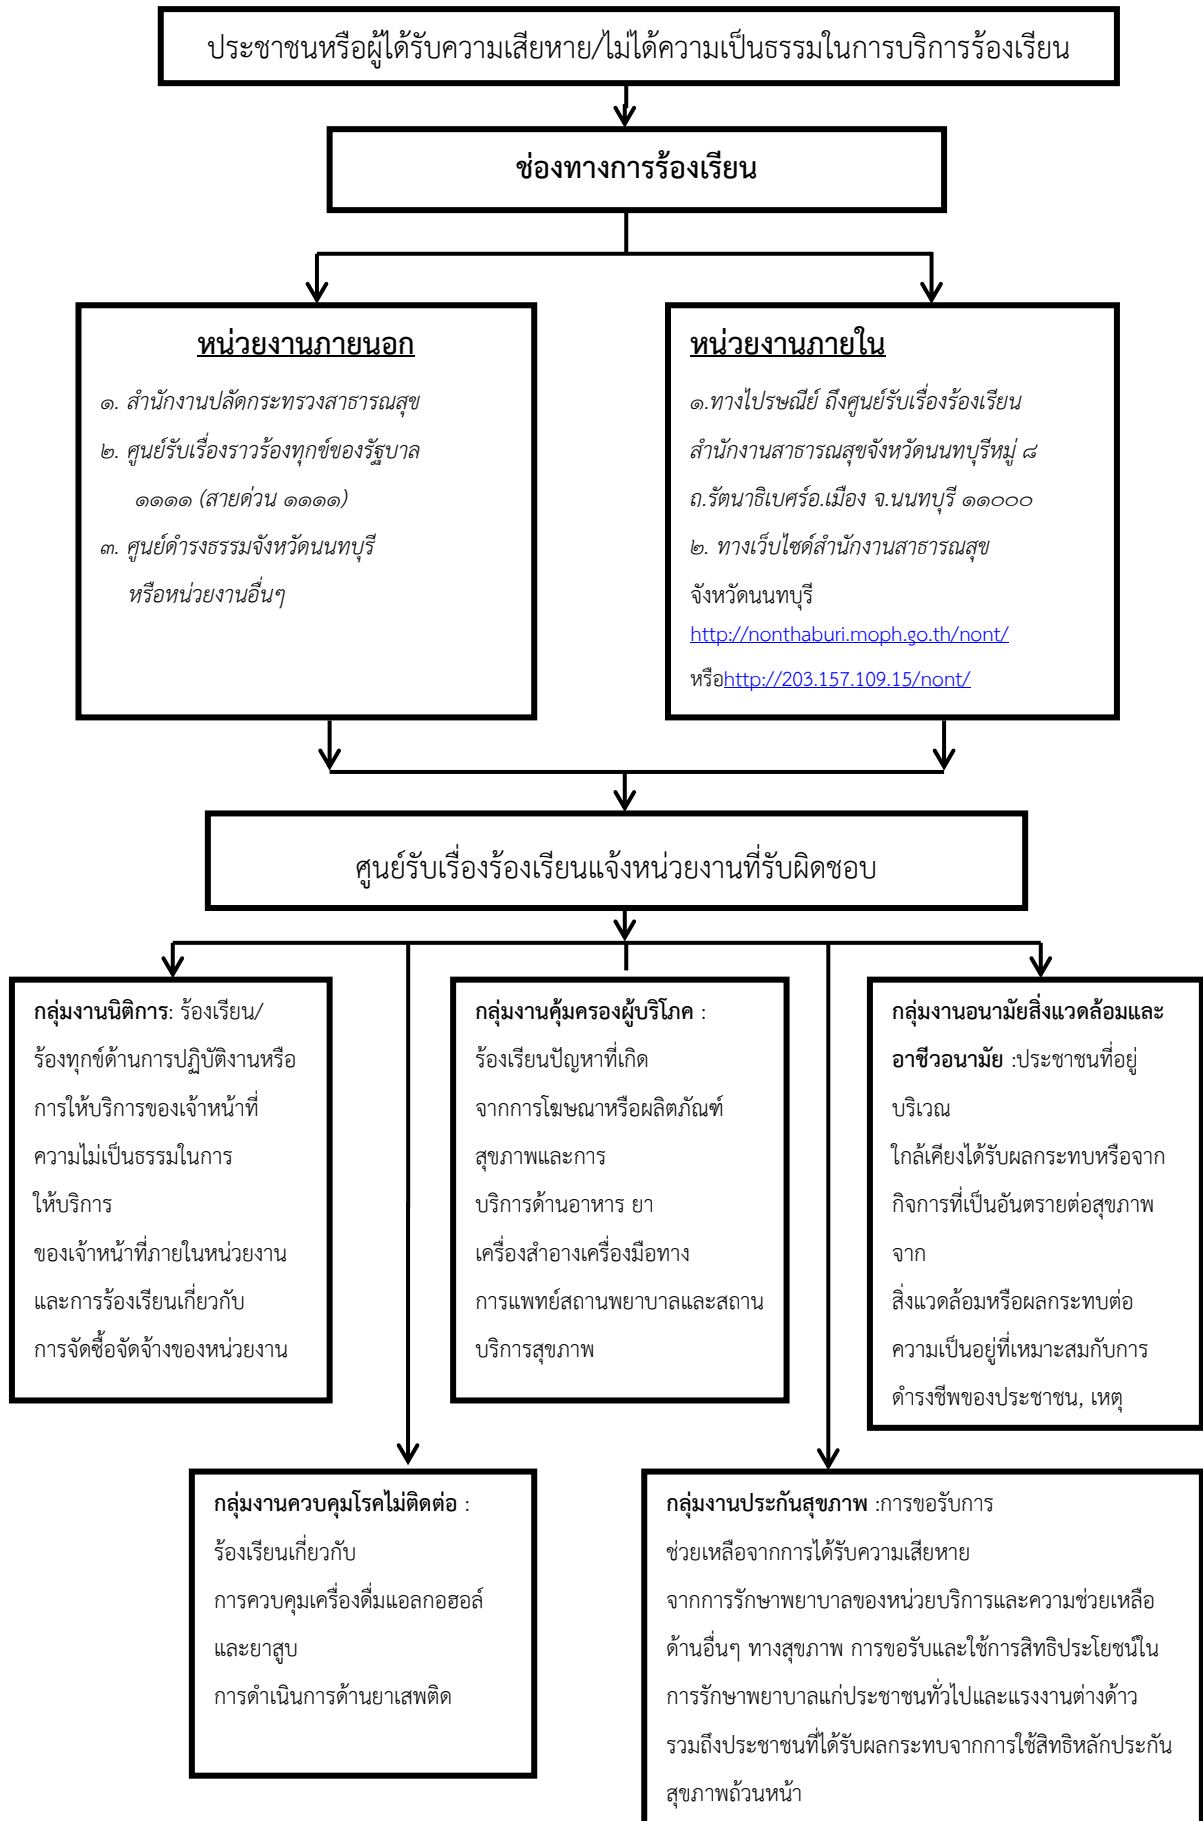 ประชาชนหรือผู้ได้รับความเสียหาย/ไม่ได้ความเป็นธรรมในการบริการร้องเรียน
ช่องทางการร้องเรียน
หน่วยงานภายนอก
๑. สำนักงานปลัดกระทรวงสาธารณสุข
๒. ศูนย์รับเรื่องราวร้องทุกข์ของรัฐบาล
๑๑๑๑ (สายด่วน ๑๑๑๑)
๓. ศูนย์ดำรงธรรมจังหวัดนนทบุรี
หรือหน่วยงานอื่นๆ
หน่วยงานภายใน
๑.ทางไปรษณีย์ ถึงศูนย์รับเรื่องร้องเรียน
สำนักงานสาธารณสุขจังหวัดนนทบุรีหมู่ ๘
ถ.รัตนาธิเบศร์อ.เมือง จ.นนทบุรี ๑๑๐๐๐
๒. ทางเว็บไซด์สำนักงานสาธารณสุข
จังหวัดนนทบุรี
http://nonthaburi.moph.go.th/nont/
หรือhttp://203.157.109.15/nont/
ศูนย์รับเรื่องร้องเรียนแจ้งหน่วยงานที่รับผิดชอบ
กลุ่มงานนิติการ: ร้องเรียน/
ร้องทุกข์ด้านการปฏิบัติงานหรือ
การให้บริการของเจ้าหน้าที่
ความไม่เป็นธรรมในการ
ให้บริการ
ของเจ้าหน้าที่ภายในหน่วยงาน
และการร้องเรียนเกี่ยวกับ
การจัดซื้อจัดจ้างของหน่วยงาน
กลุ่มงานคุ้มครองผู้บริโภค :
ร้องเรียนปัญหาที่เกิด
จากการโฆษณาหรือผลิตภัณฑ์
สุขภาพและการ
บริการด้านอาหาร ยา
เครื่องสำอางเครื่องมือทาง
การแพทย์สถานพยาบาลและสถาน
บริการสุขภาพ
กลุ่มงานอนามัยสิ่งแวดล้อมและ
อาชีวอนามัย :ประชาชนที่อยู่
บริเวณ
ใกล้เคียงได้รับผลกระทบหรือจาก
กิจการที่เป็นอันตรายต่อสุขภาพ
จาก
สิ่งแวดล้อมหรือผลกระทบต่อ
ความเป็นอยู่ที่เหมาะสมกับการ
ดำรงชีพของประชาชน, เหตุ
กลุ่มงานควบคุมโรคไม่ติดต่อ :
ร้องเรียนเกี่ยวกับ
การควบคุมเครื่องดื่มแอลกอฮอล์
และยาสูบ
การดำเนินการด้านยาเสพติด
กลุ่มงานประกันสุขภาพ :การขอรับการ
ช่วยเหลือจากการได้รับความเสียหาย
จากการรักษาพยาบาลของหน่วยบริการและความช่วยเหลือ
ด้านอื่นๆ ทางสุขภาพ การขอรับและใช้การสิทธิประโยชน์ใน
การรักษาพยาบาลแก่ประชาชนทั่วไปและแรงงานต่างด้าว
รวมถึงประชาชนที่ได้รับผลกระทบจากการใช้สิทธิหลักประกัน
สุขภาพถ้วนหน้า